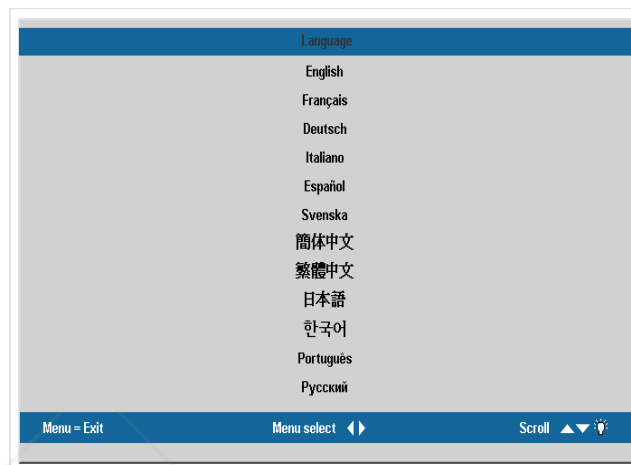 Language
English
Français
Deutsch
Italiano
Español
Svenska
簡体中文
繁體中文
日本語
한국어
Português
Русский
Menu = Exit Menu select Scroll